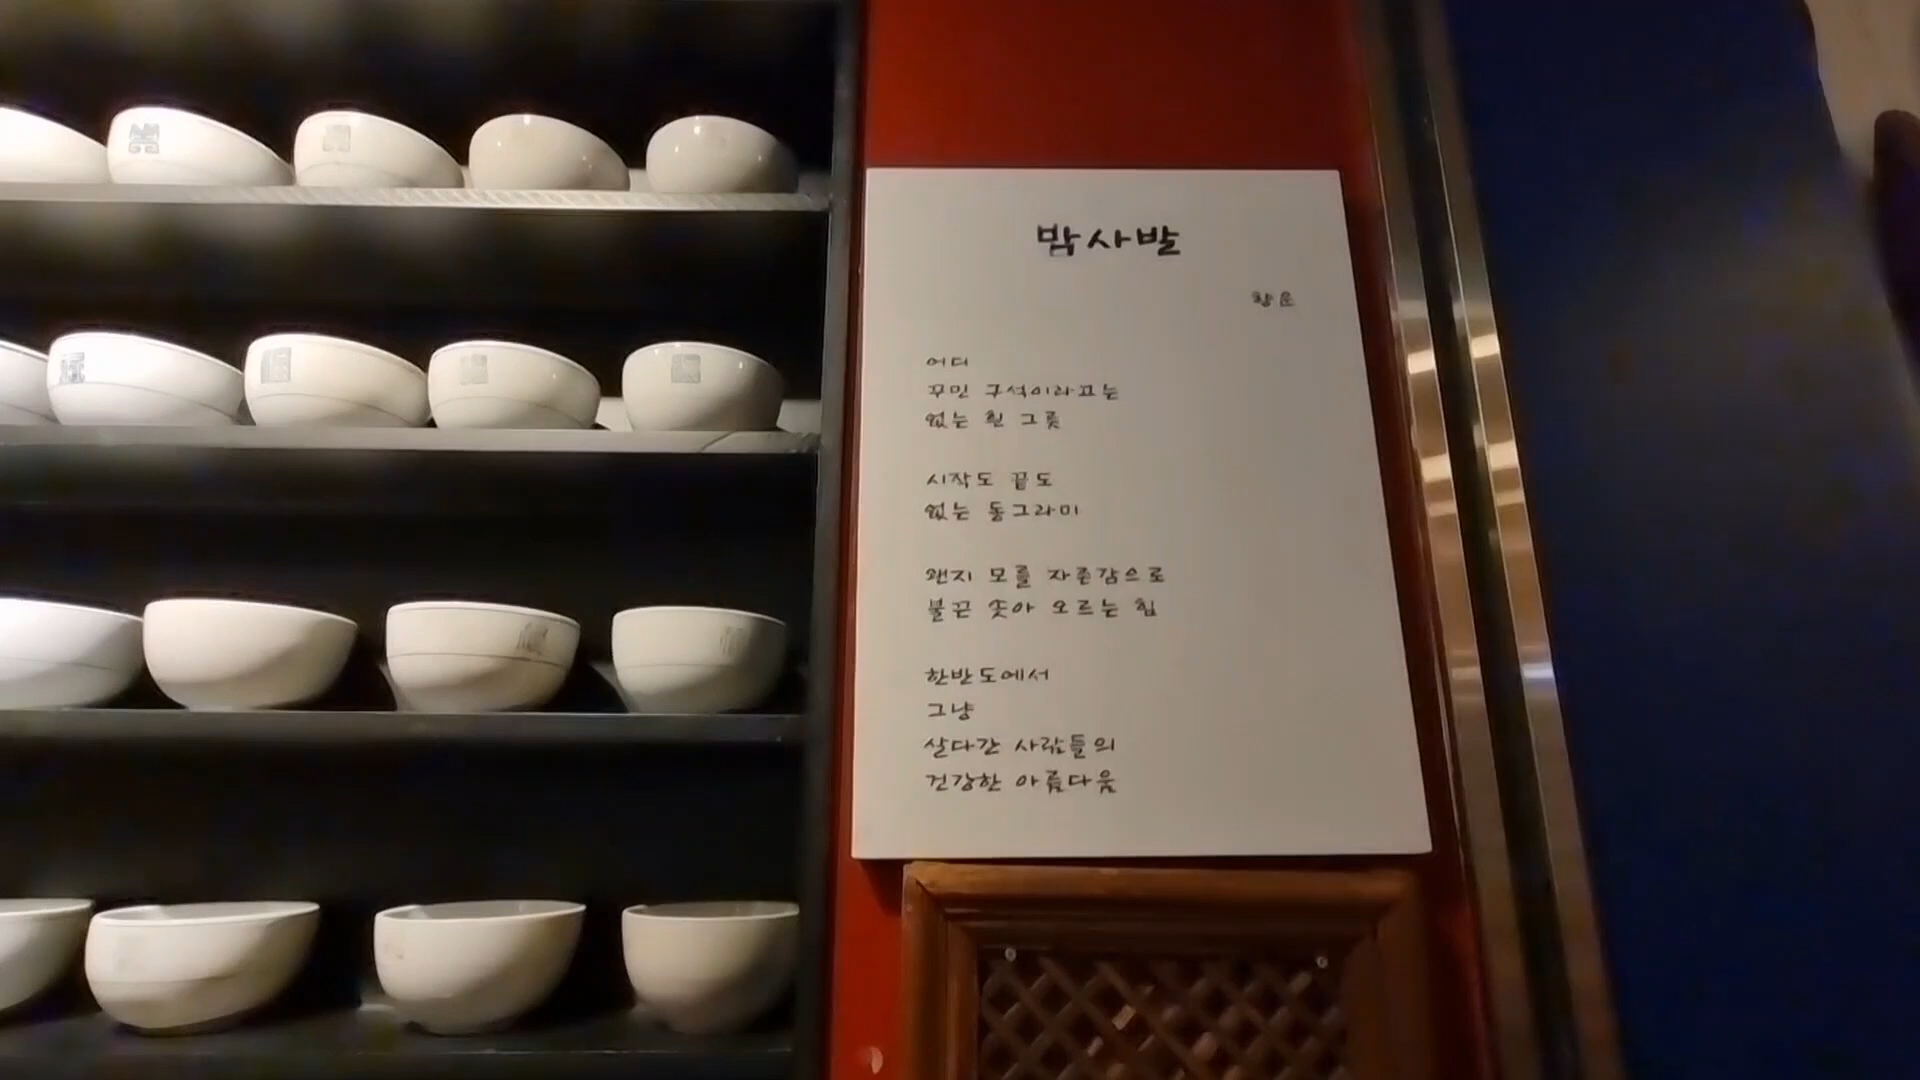 밥사발
황운
어디
꾸민 구석이라고는
없는 흰 그릇
시작도 끝도
없는 동그라미
왠지 모를 자존감으로
불끈 솟아 오르는 힘
한반도에서
그냥
살다간 사람들의
건강한 아름다움